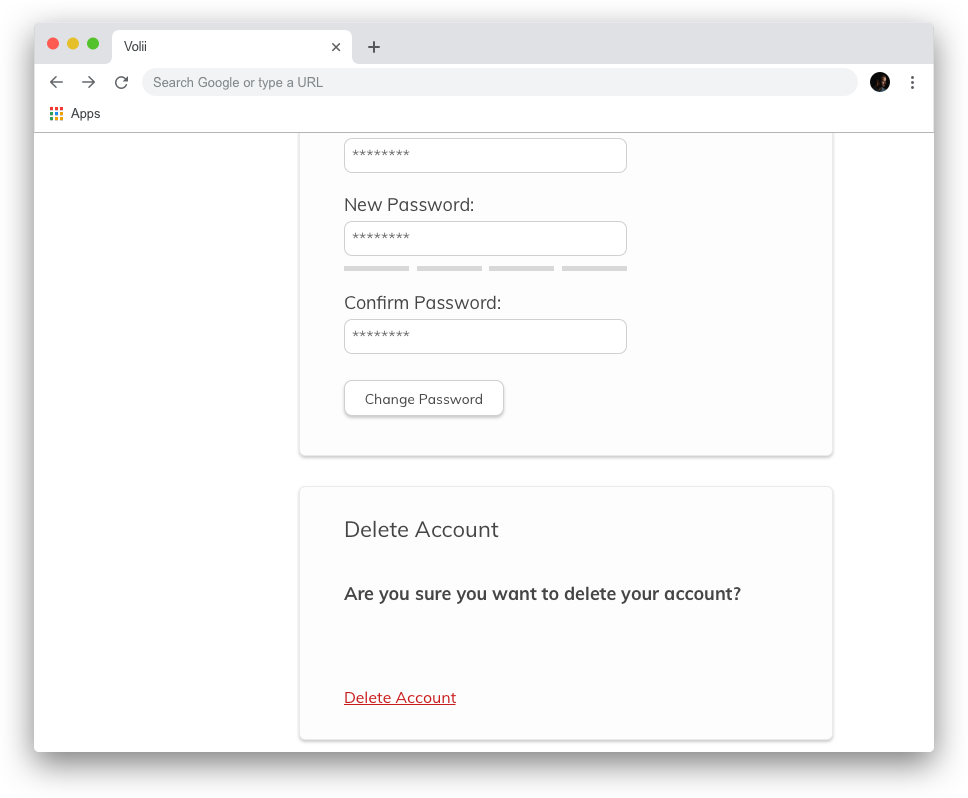 Volii
Search Google or type a URL
Apps
********
New Password:
********
Confirm Password:
********
Change Password
Delete Account
Are you sure you want to delete your account?
Delete Account